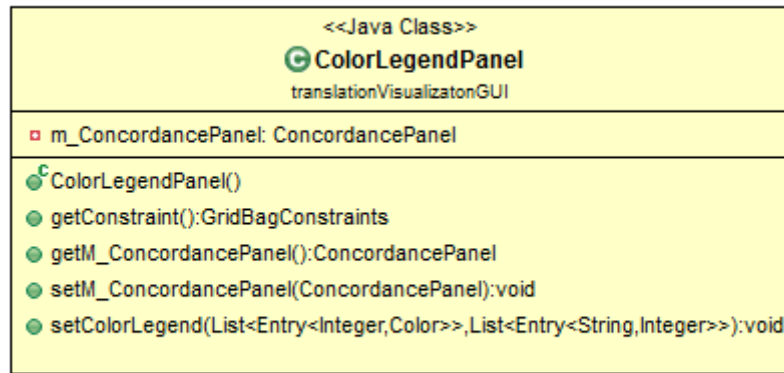 <<Java Class>>
C ColorLegendPanel
translationVisualizatonGUI
m_ConcordancePanel: ConcordancePanel
C ColorLegendPanel()
getConstraint():GridBagConstraints
getM_ConcordancePanel():ConcordancePanel
setM_ConcordancePanel(ConcordancePanel):void
setColorLegend(List<Entry<Integer,Color>>,List<Entry<String,Integer>>):void